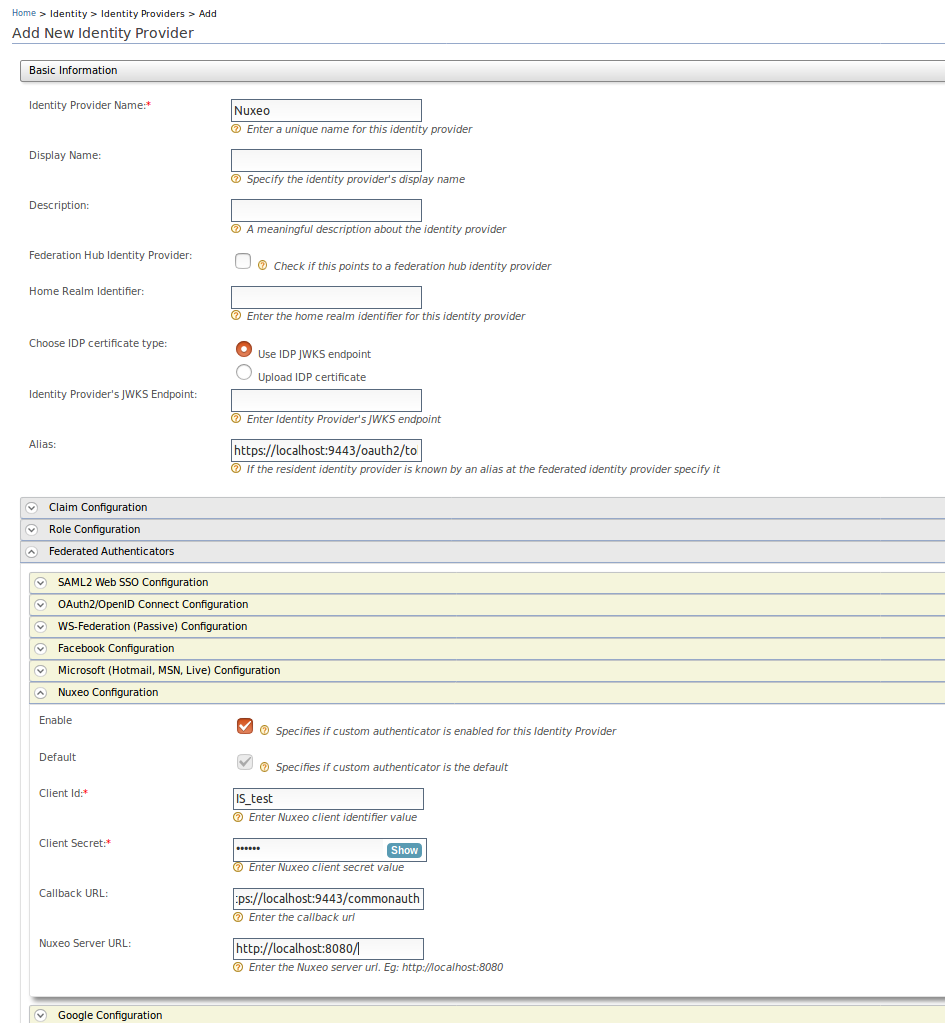 Home > Identity > Identity Providers > Add
Add New Identity Provider
Basic Information
Identity Provider Name:*
Nuxeo
Enter a unique name for this identity provider
Display Name:
Specify the identity provider's display name
Description:
A meaningful description about the identity provider
Federation Hub Identity Provider:
Check if this points to a federation hub identity provider
Home Realm Identifier:
Enter the home realm identifier for this identity provider
Choose IDP certificate type:
Use IDP JWKS endpoint
Upload IDP certificate
Identity Provider's JWKS Endpoint:
Enter Identity Provider's JWKS endpoint
Alias:
https://localhost:9443/oauth2/to
If the resident identity provider is known by an alias at the federated identity provider specify it
Claim Configuration
Role Configuration
Federated Authenticators
SAML2 Web SSO Configuration
OAuth2/OpenID Connect Configuration
WS-Federation (Passive) Configuration
Facebook Configuration
Microsoft (Hotmail, MSN, Live) Configuration
Nuxeo Configuration
Enable
Specifies if custom authenticator is enabled for this Identity Provider
Default
Specifies if custom authenticator is the default
Client Id:*
IS_test
Enter Nuxeo client identifier value
Client Secret:*
•••••• Show
Enter Nuxeo client secret value
Callback URL:
:ps://localhost:9443/commonauth
Enter the callback url
Nuxeo Server URL:
http://localhost:8080/
Enter the Nuxeo server url. Eg: http://localhost:8080
Google Configuration